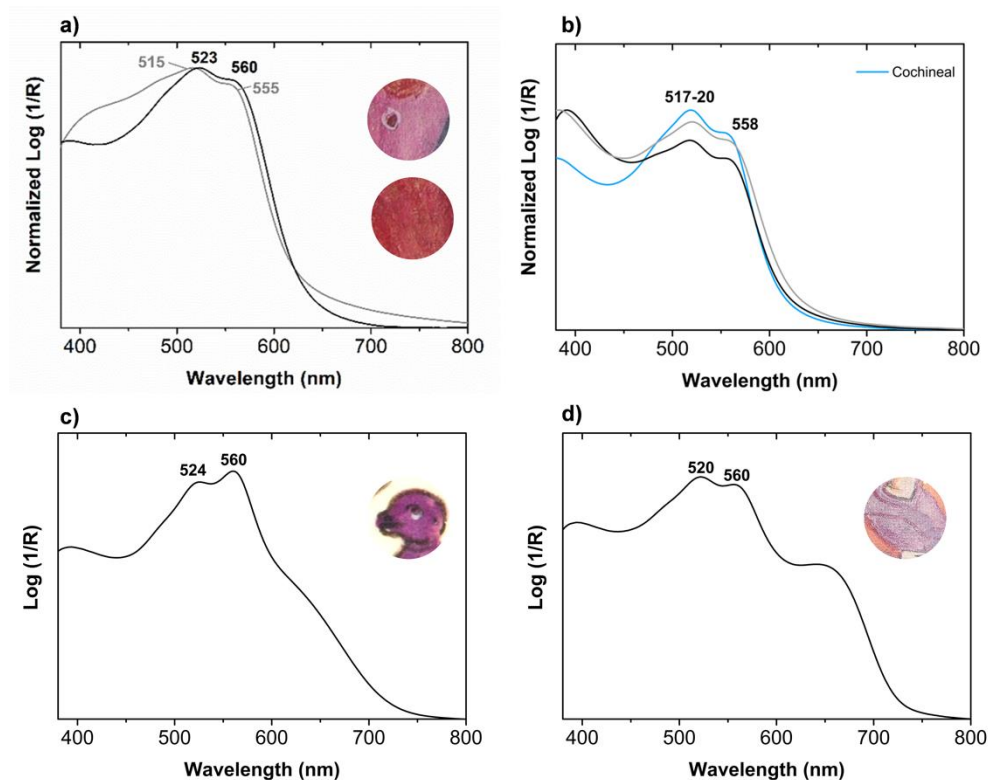 a)
515
523
560
555
Normalized Log (1/R)
400 500 600 700 800
Wavelength (nm)
b)
Cochineal
517-20
558
Normalized Log (1/R)
400 500 600 700 800
Wavelength (nm)
c)
524
560
Log (1/R)
400 500 600 700 800
Wavelength (nm)
d)
520
560
Log (1/R)
400 500 600 700 800
Wavelength (nm)